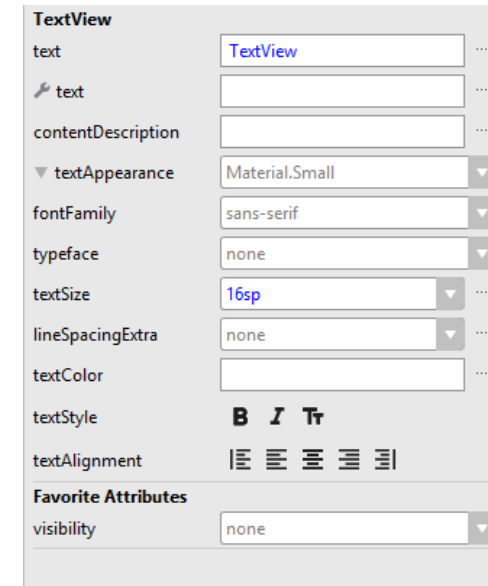 TextView
text TextView ...
text ...
contentDescription ...
textAppearance Material.Small
fontFamily sans-serif
typeface none
textSize 16sp ...
lineSpacingExtra none ...
textColor ...
textStyle B I Tт
textAlignment
Favorite Attributes
visibility none